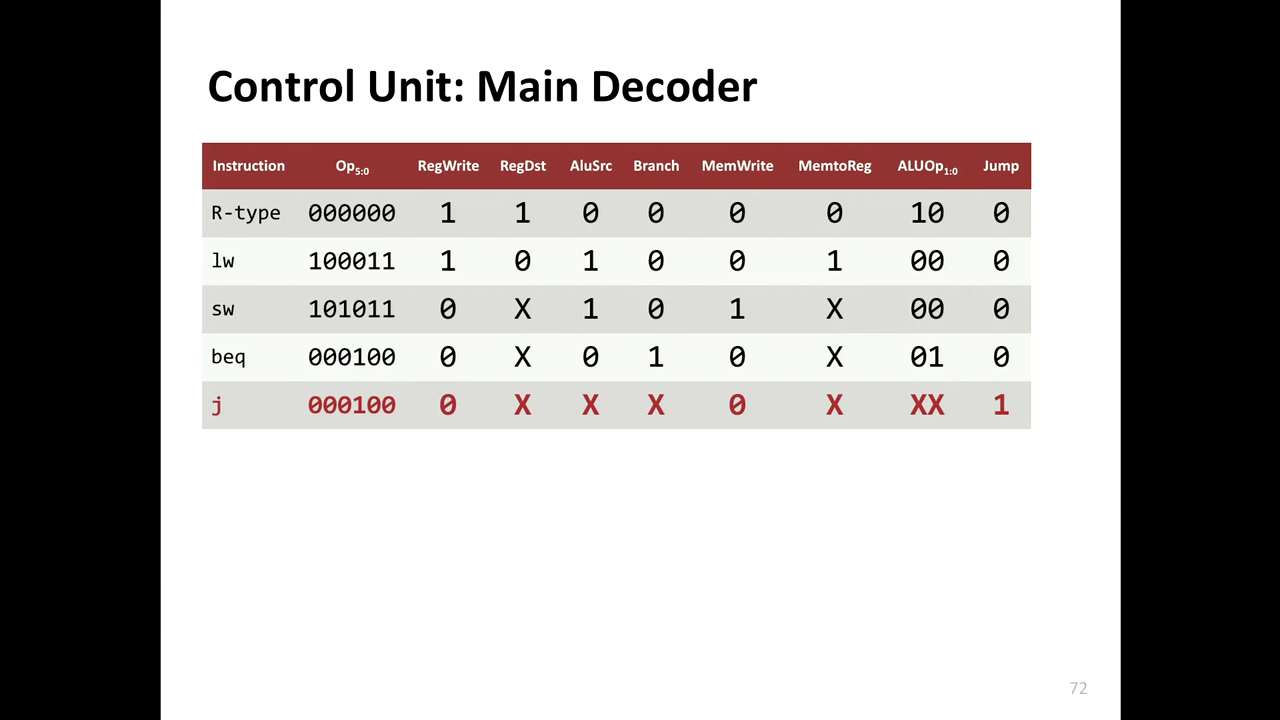 Control Unit: Main Decoder
Instruction Op5:0 RegWrite RegDst AluSrc Branch MemWrite MemtoReg ALUOp1:0 Jump
R-type 000000 1 1 0 0 0 0 10 0
lw 100011 1 0 1 0 0 1 00 0
sw 101011 0 X 1 0 1 X 00 0
beq 000100 0 X 0 1 0 X 01 0
j 000100 0 X X X 0 X XX 1
72